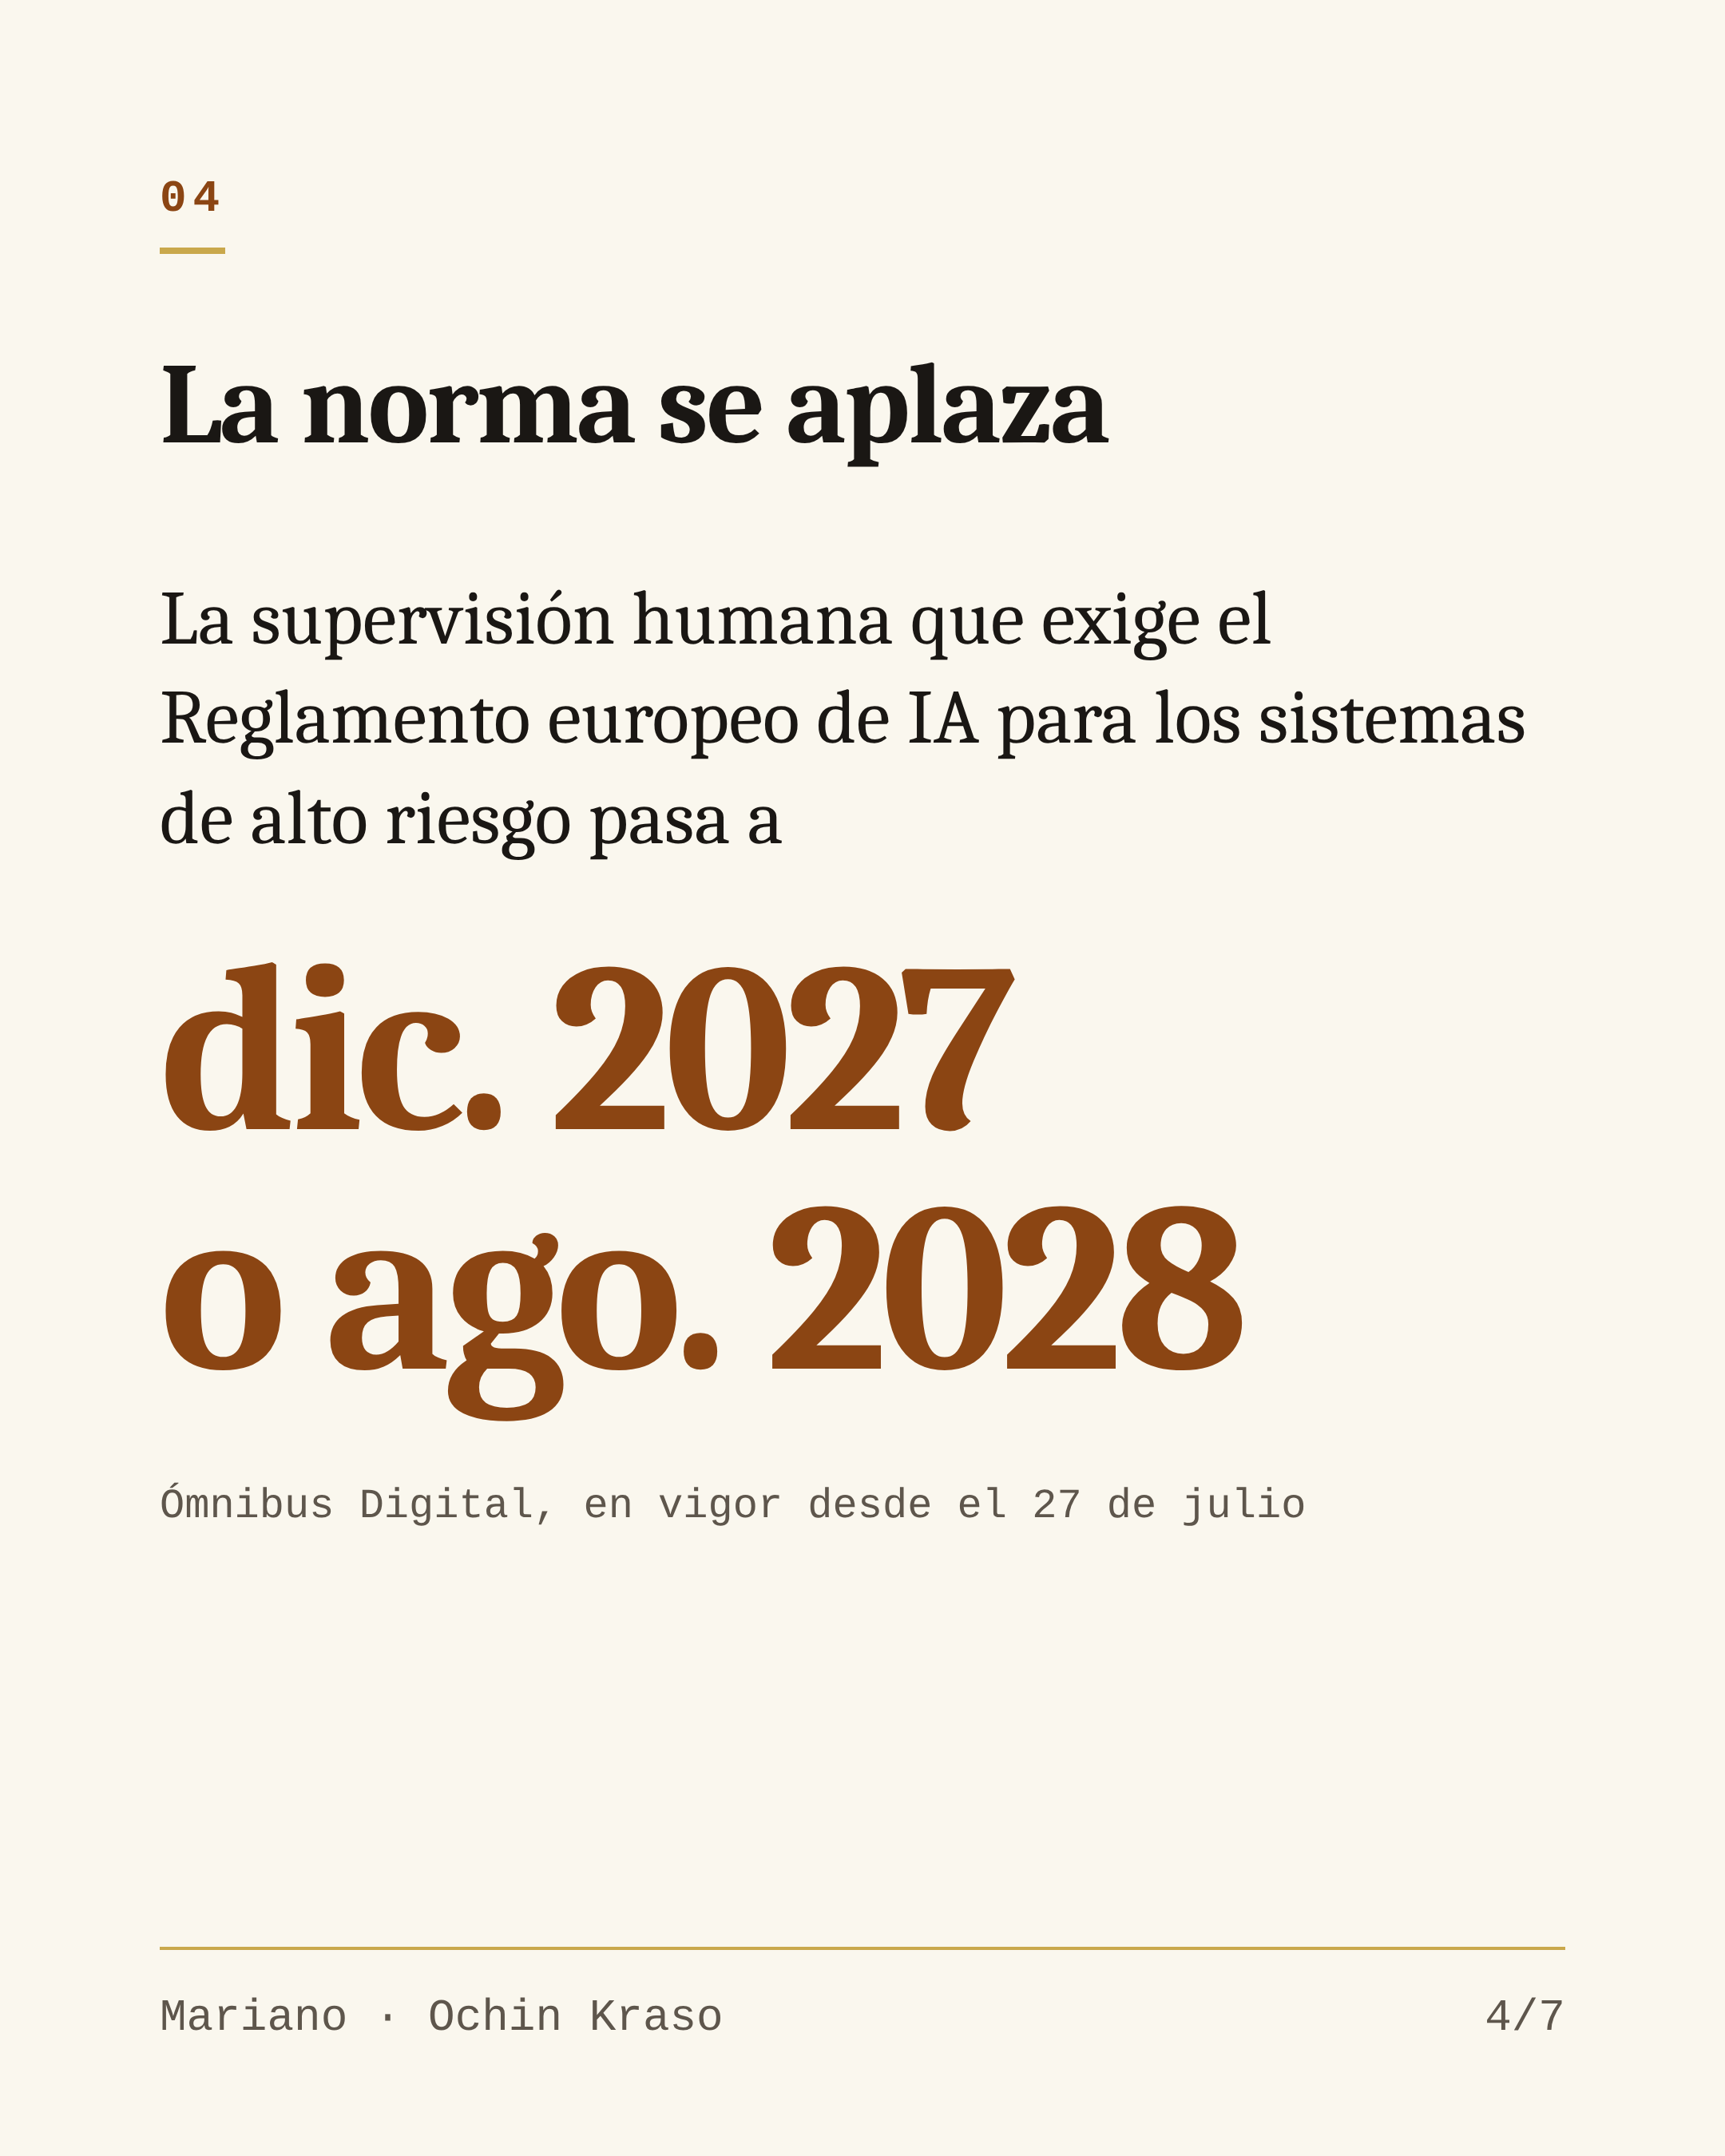 04
La norma se aplaza
La supervisión humana que exige el
Reglamento europeo de IA para los sistemas
de alto riesgo pasa a
dic. 2027
o ago. 2028
Ómnibus Digital, en vigor desde el 27 de julio
Mariano · Ochin Kraso
4/7